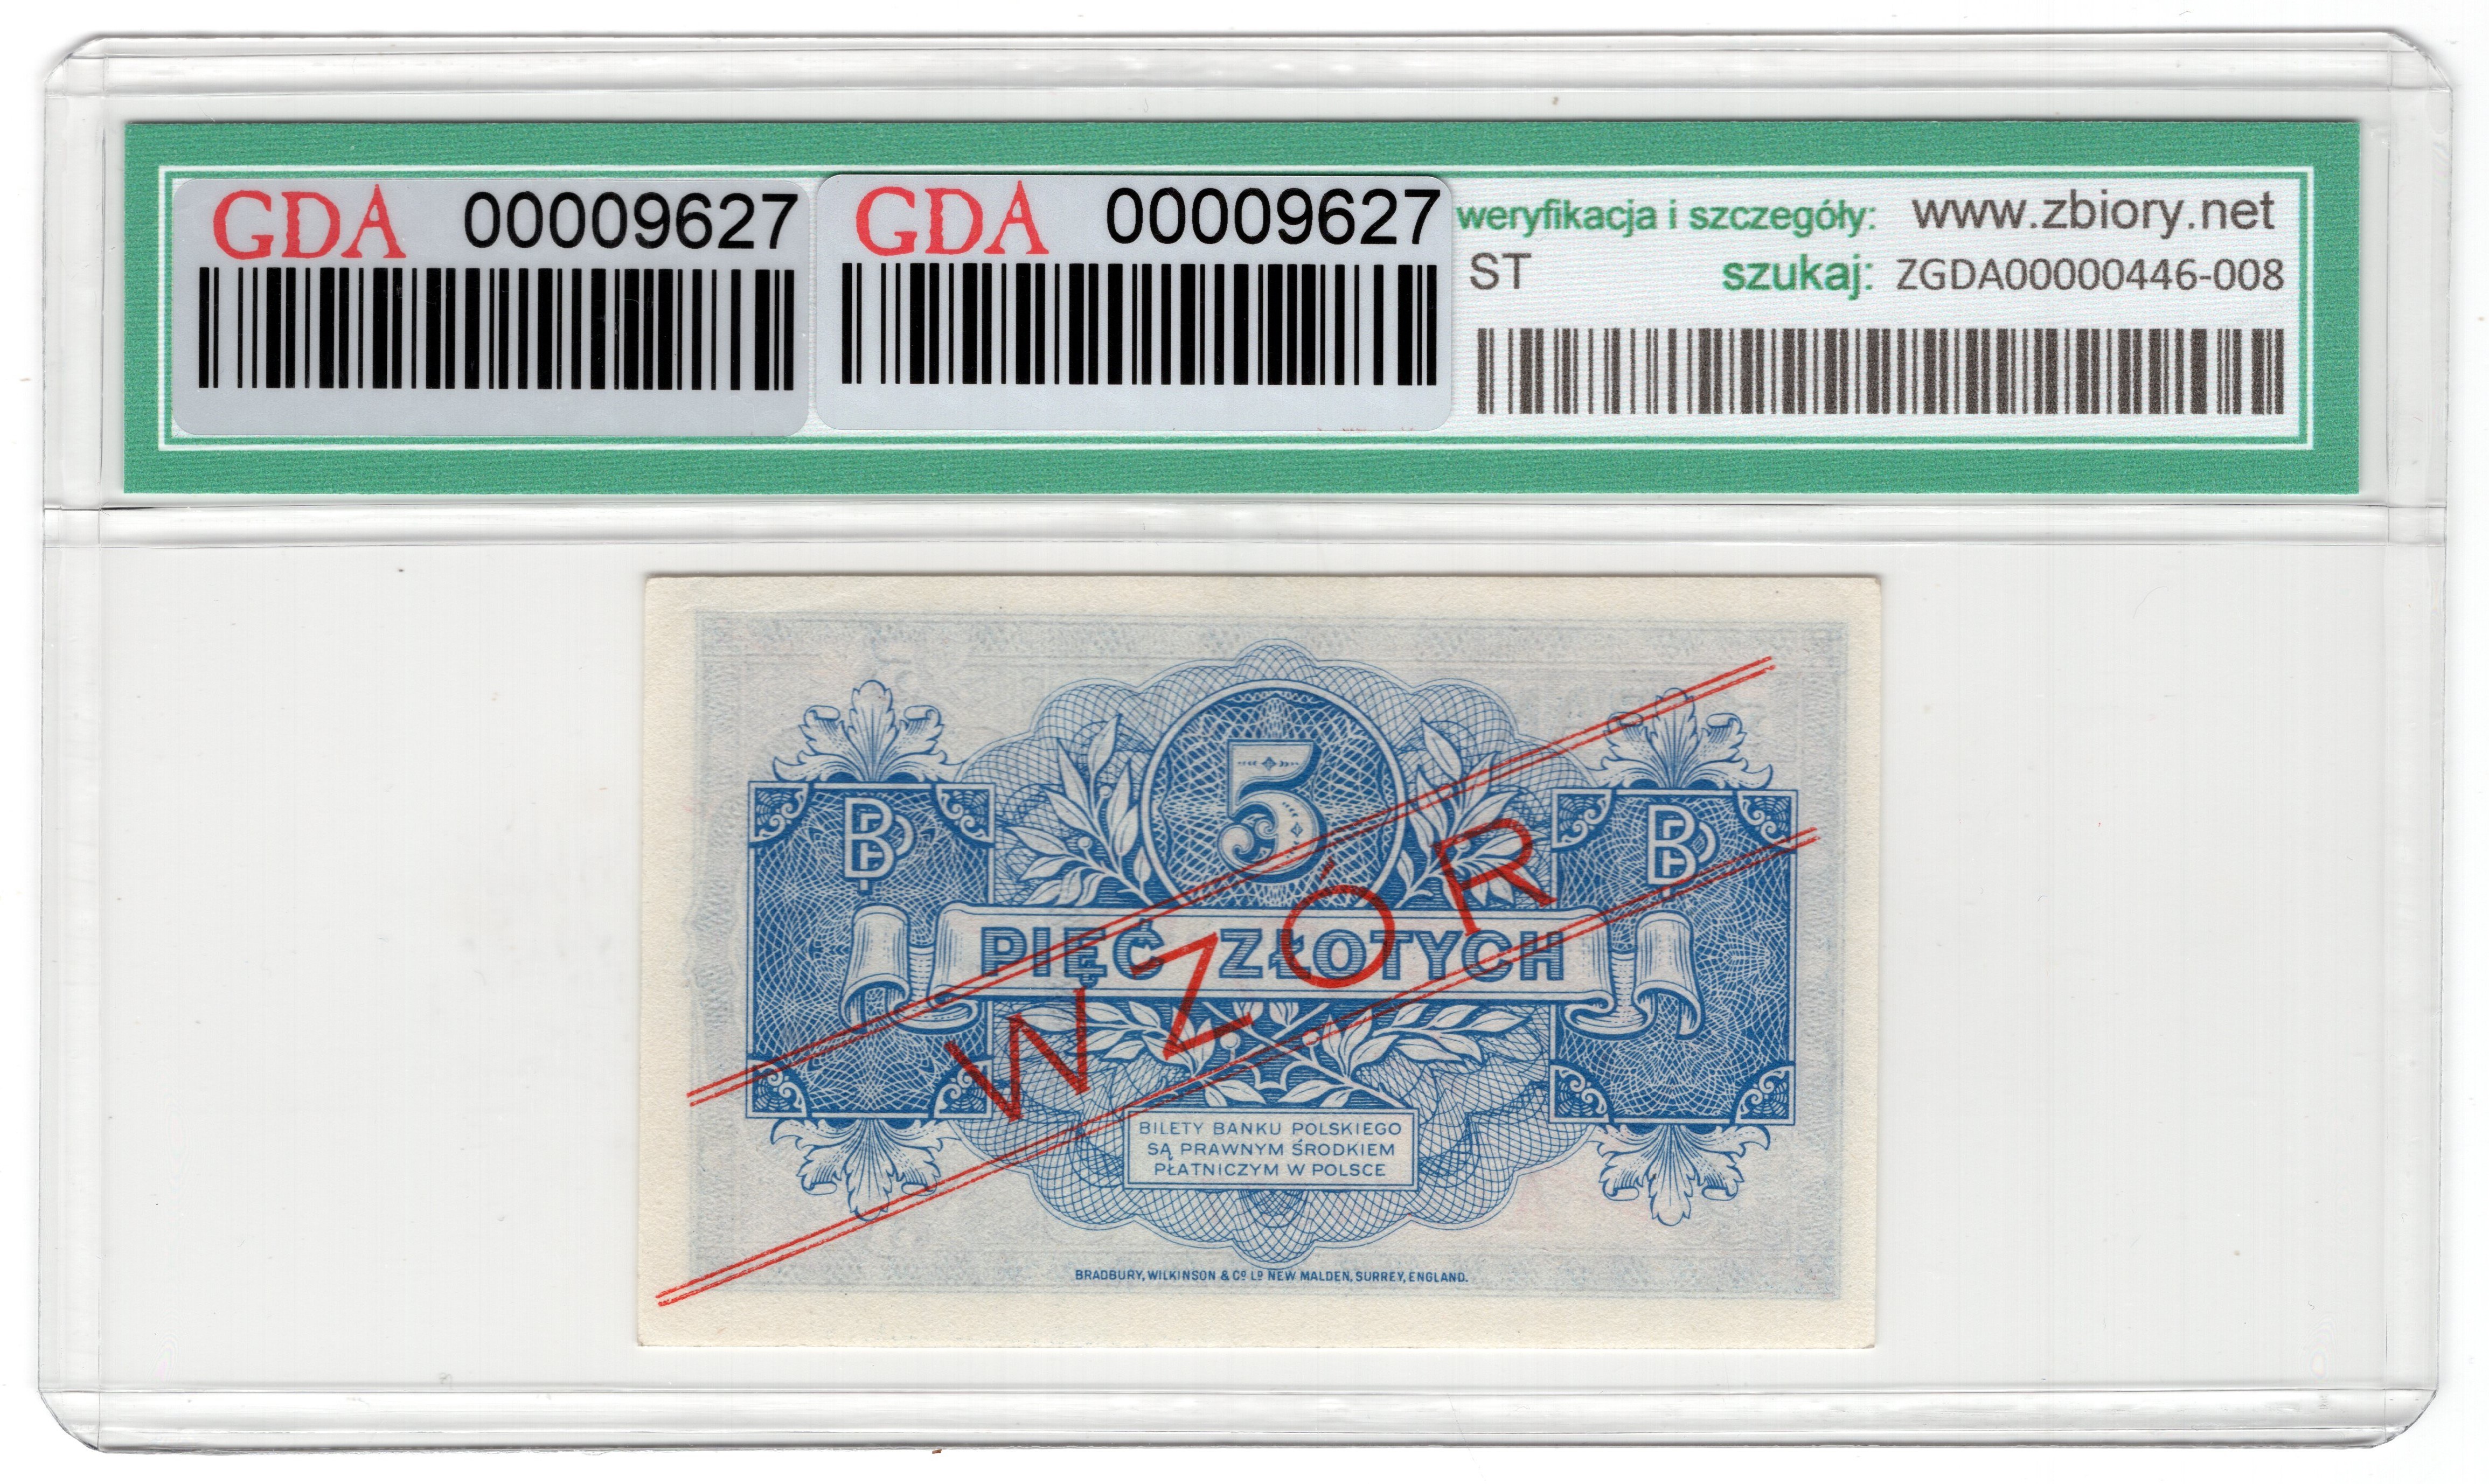 GDA 00009627
GDA 00009627
weryfikacja i szczegóły: www.zbiory.net
ST szukaj: ZGDA00000446-008
5
BP
BP
PIĘĆ ZŁOTYCH
WZÓR
BILETY BANKU POLSKIEGO
SĄ PRAWNYM ŚRODKIEM
PŁATNICZYM W POLSCE
BRADBURY, WILKINSON & Cº Lº NEW MALDEN, SURREY, ENGLAND.